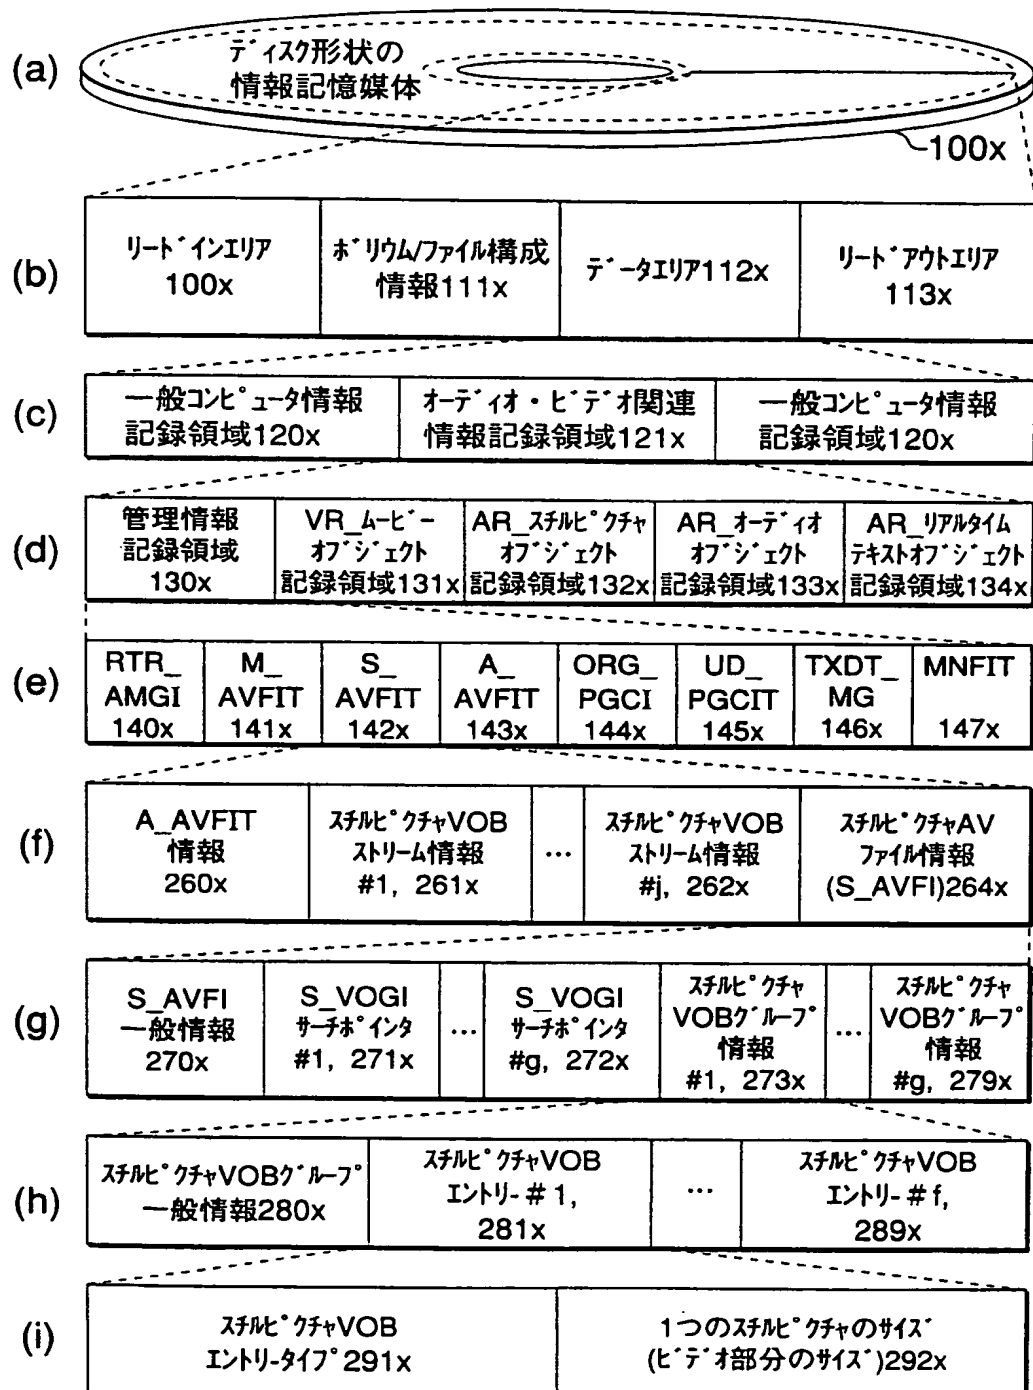 (a)
ディスク形状の
情報記憶媒体
100x
(b)
リードインエリア
100x
ボリウム/ファイル構成
情報111x
データエリア112x
リードアウトエリア
113x
(c)
一般コンピュータ情報
記録領域120x
オーディオ・ビデオ関連
情報記録領域121x
一般コンピュータ情報
記録領域120x
(d)
管理情報
記録領域
130x
VR_ムービー
オブジェクト
記録領域131x
AR_スチルピクチャ
オブジェクト
記録領域132x
AR_オーディオ
オブジェクト
記録領域133x
AR_リアルタイム
テキストオブジェクト
記録領域134x
(e)
RTR_
AMGI
140x
M_
AVFIT
141x
S_
AVFIT
142x
A_
AVFIT
143x
ORG_
PGCI
144x
UD_
PGCIT
145x
TXDT_
MG
146x
MNFIT
147x
(f)
A_AVFIT
情報
260x
スチルピクチャVOB
ストリーム情報
#1, 261x
...
スチルピクチャVOB
ストリーム情報
#j, 262x
スチルピクチャAV
ファイル情報
(S_AVFI)264x
(g)
S_AVFI
一般情報
270x
S_VOGI
サーチポインタ
#1, 271x
...
S_VOGI
サーチポインタ
#g, 272x
スチルピクチャ
VOBグループ
情報
#1, 273x
...
スチルピクチャ
VOBグループ
情報
#g, 279x
(h)
スチルピクチャVOBグループ
一般情報280x
スチルピクチャVOB
エントリ-＃1,
281x
...
スチルピクチャVOB
エントリ-＃f,
289x
(i)
スチルピクチャVOB
エントリ-タイプ291x
1つのスチルピクチャのサイズ
(ビデオ部分のサイズ)292x